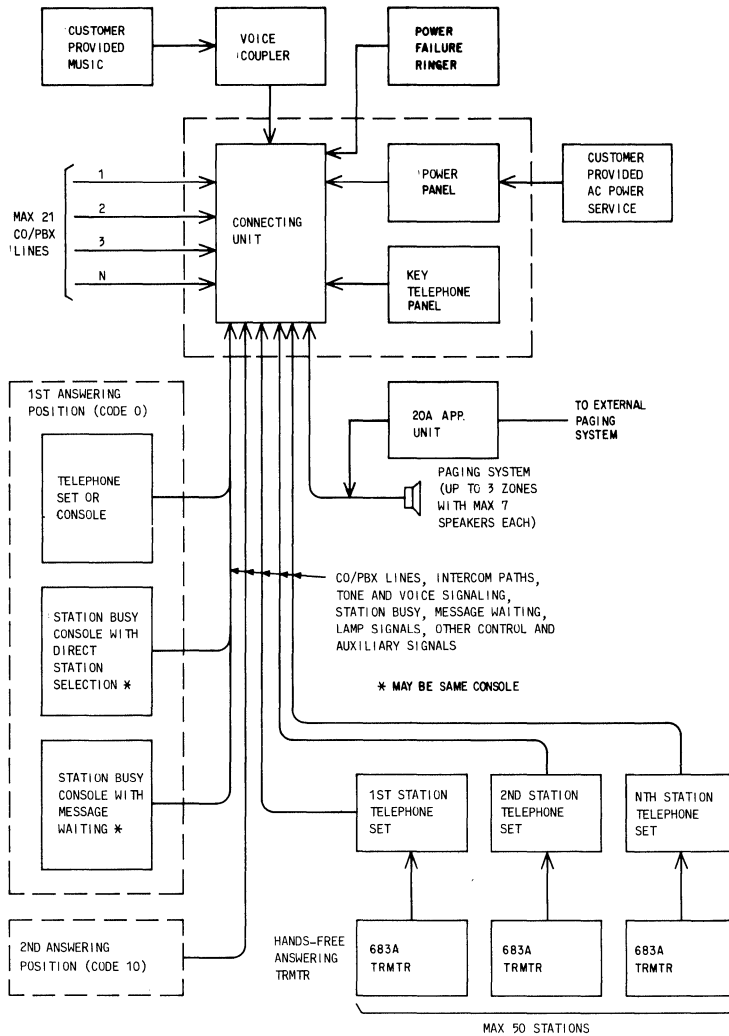 CUSTOMER
PROVIDED
MUSIC
VOICE
COUPLER
POWER
FAILURE
RINGER
MAX 21
CO/PBX
LINES
1
2
3
N
CONNECTING
UNIT
POWER
PANEL
CUSTOMER
PROVIDED
AC POWER
SERVICE
KEY
TELEPHONE
PANEL
1ST ANSWERING
POSITION (CODE 0)
TELEPHONE
SET OR
CONSOLE
STATION BUSY
CONSOLE WITH
DIRECT
STATION
SELECTION *
STATION BUSY
CONSOLE WITH
MESSAGE
WAITING *
2ND ANSWERING
POSITION (CODE 10)
20A APP.
UNIT
TO EXTERNAL
PAGING
SYSTEM
PAGING SYSTEM
(UP TO 3 ZONES
WITH MAX 7
SPEAKERS EACH)
CO/PBX LINES, INTERCOM PATHS,
TONE AND VOICE SIGNALING,
STATION BUSY, MESSAGE WAITING,
LAMP SIGNALS, OTHER CONTROL AND
AUXILIARY SIGNALS
* MAY BE SAME CONSOLE
1ST STATION
TELEPHONE
SET
2ND STATION
TELEPHONE
SET
NTH STATION
TELEPHONE
SET
HANDS-FREE
ANSWERING
TRMTR
683A
TRMTR
683A
TRMTR
683A
TRMTR
MAX 50 STATIONS